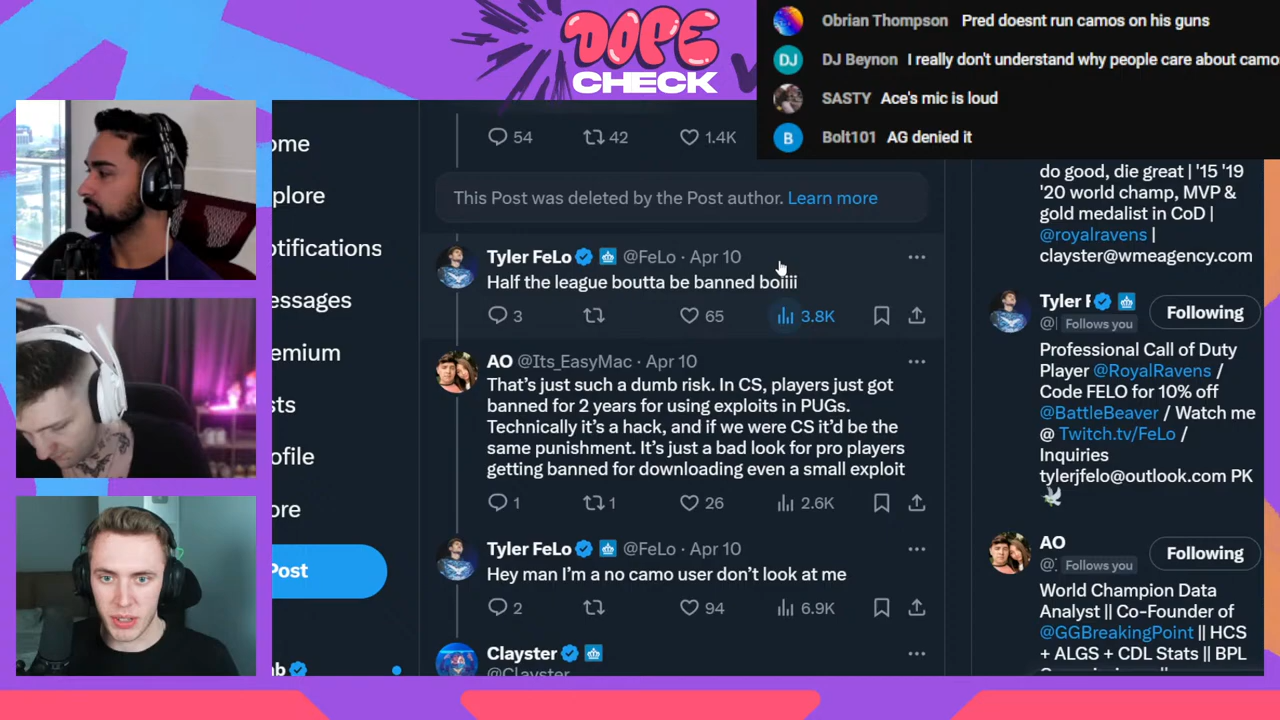 DOPE
CHECK
Obrian Thompson Pred doesnt run camos on his guns
DJ DJ Beynon I really don't understand why people care about camo
SASTY Ace's mic is loud
B Bolt101 AG denied it
ome
xplore
otifications
essages
emium
sts
ofile
ore
Post
54 42 1.4K
This Post was deleted by the Post author. Learn more
Tyler FeLo @FeLo · Apr 10
Half the league boutta be banned boiiii
3 65 3.8K
AO @Its_EasyMac · Apr 10
That's just such a dumb risk. In CS, players just got
banned for 2 years for using exploits in PUGs.
Technically it's a hack, and if we were CS it'd be the
same punishment. It's just a bad look for pro players
getting banned for downloading even a small exploit
1 1 26 2.6K
Tyler FeLo @FeLo · Apr 10
Hey man I'm a no camo user don't look at me
2 94 6.9K
Clayster
@Clayster
do good, die great | '15 '19
'20 world champ, MVP &
gold medalist in CoD |
@royalravens |
clayster@wmeagency.com
Tyler F Following
Follows you
Professional Call of Duty
Player @RoyalRavens /
Code FELO for 10% off
@BattleBeaver / Watch me
@ Twitch.tv/FeLo /
Inquiries
tylerjfelo@outlook.com PK
AO Following
Follows you
World Champion Data
Analyst || Co-Founder of
@GGBreakingPoint || HCS
+ ALGS + CDL Stats || BPL